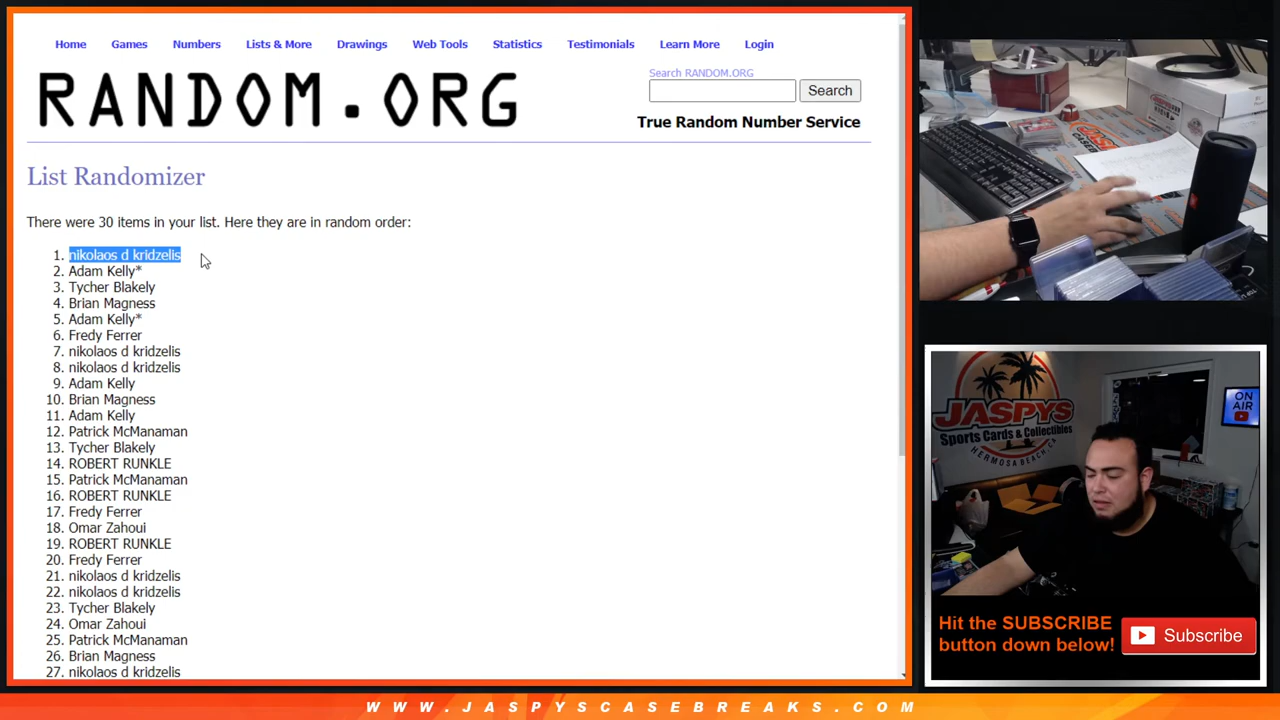 Home Games Numbers Lists & More Drawings Web Tools Statistics Testimonials Learn More Login
RANDOM.ORG
Search RANDOM.ORG
Search
True Random Number Service
List Randomizer
There were 30 items in your list. Here they are in random order:
1. nikolaos d kridzelis
2. Adam Kelly*
3. Tycher Blakely
4. Brian Magness
5. Adam Kelly*
6. Fredy Ferrer
7. nikolaos d kridzelis
8. nikolaos d kridzelis
9. Adam Kelly
10. Brian Magness
11. Adam Kelly
12. Patrick McManaman
13. Tycher Blakely
14. ROBERT RUNKLE
15. Patrick McManaman
16. ROBERT RUNKLE
17. Fredy Ferrer
18. Omar Zahoui
19. ROBERT RUNKLE
20. Fredy Ferrer
21. nikolaos d kridzelis
22. nikolaos d kridzelis
23. Tycher Blakely
24. Omar Zahoui
25. Patrick McManaman
26. Brian Magness
27. nikolaos d kridzelis
JASPYS
Sports Cards & Collectibles
HERMOSA BEACH, CA
ON
AIR
Hit the SUBSCRIBE
button down below!
Subscribe
WWW.JASPYSCASEBREAKS.COM